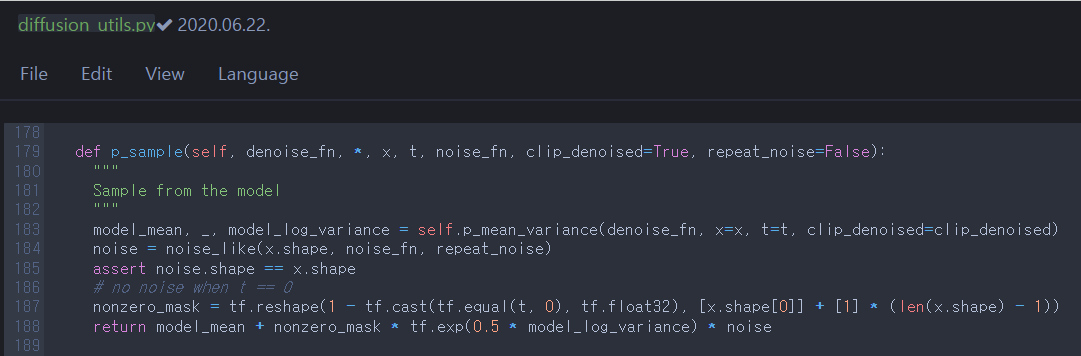 diffusion_utils.py✔ 2020.06.22.
File Edit View Language
178
179 def p_sample(self, denoise_fn, *, x, t, noise_fn, clip_denoised=True, repeat_noise=False):
180 """
181 Sample from the model
182 """
183 model_mean, _, model_log_variance = self.p_mean_variance(denoise_fn, x=x, t=t, clip_denoised=clip_denoised)
184 noise = noise_like(x.shape, noise_fn, repeat_noise)
185 assert noise.shape == x.shape
186 # no noise when t == 0
187 nonzero_mask = tf.reshape(1 - tf.cast(tf.equal(t, 0), tf.float32), [x.shape[0]] + [1] * (len(x.shape) - 1))
188 return model_mean + nonzero_mask * tf.exp(0.5 * model_log_variance) * noise
189